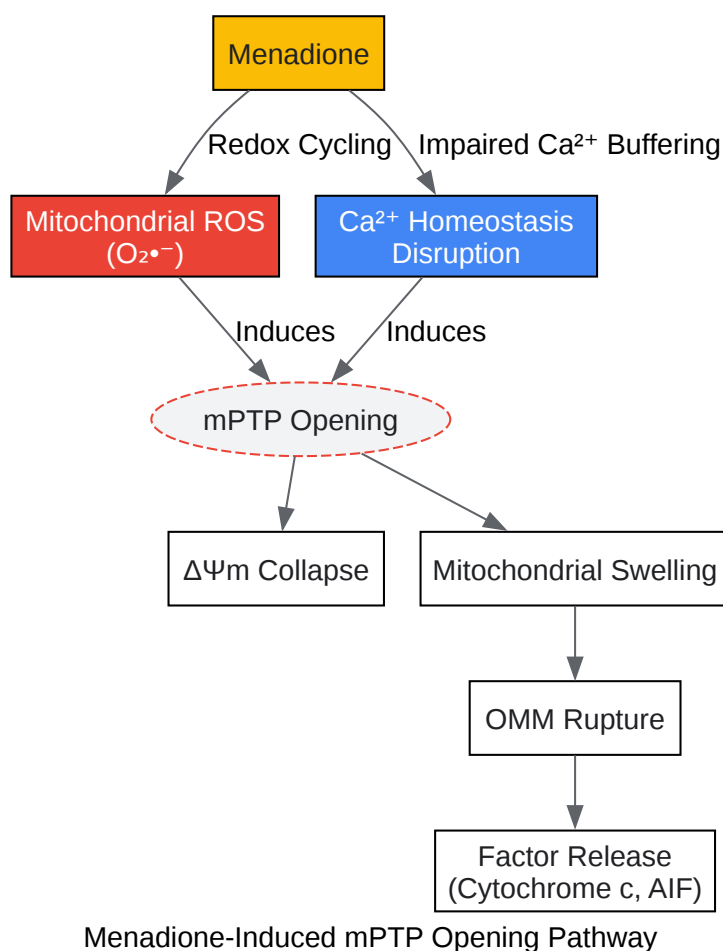 Menadione
Redox Cycling
Impaired Ca²⁺ Buffering
Mitochondrial ROS
(O₂•⁻)
Ca²⁺ Homeostasis
Disruption
Induces
Induces
mPTP Opening
ΔΨm Collapse
Mitochondrial Swelling
OMM Rupture
Factor Release
(Cytochrome c, AIF)
Menadione-Induced mPTP Opening Pathway